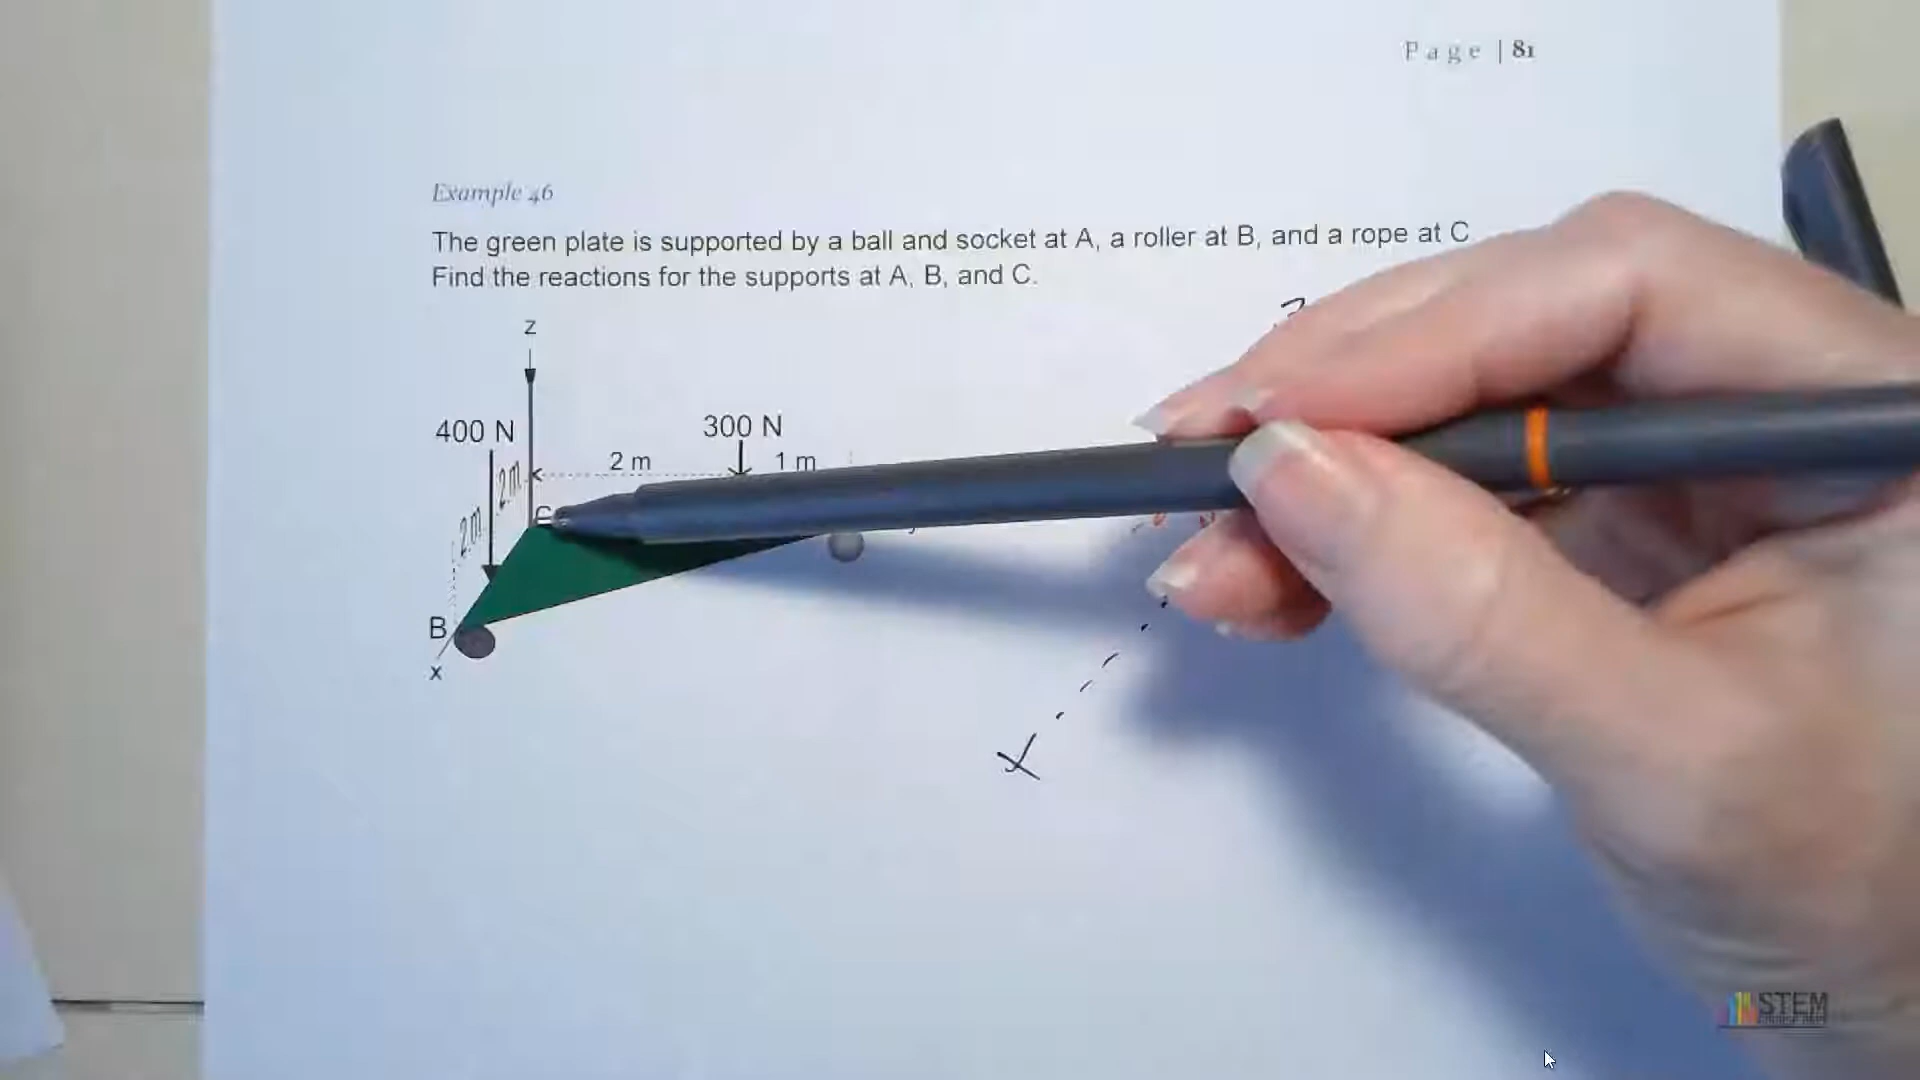 Page | 81
Example 46
The green plate is supported by a ball and socket at A, a roller at B, and a rope at C
Find the reactions for the supports at A, B, and C.
z
400 N
300 N
2 m
1 m
2m
2m
C
B
x
x
STEM